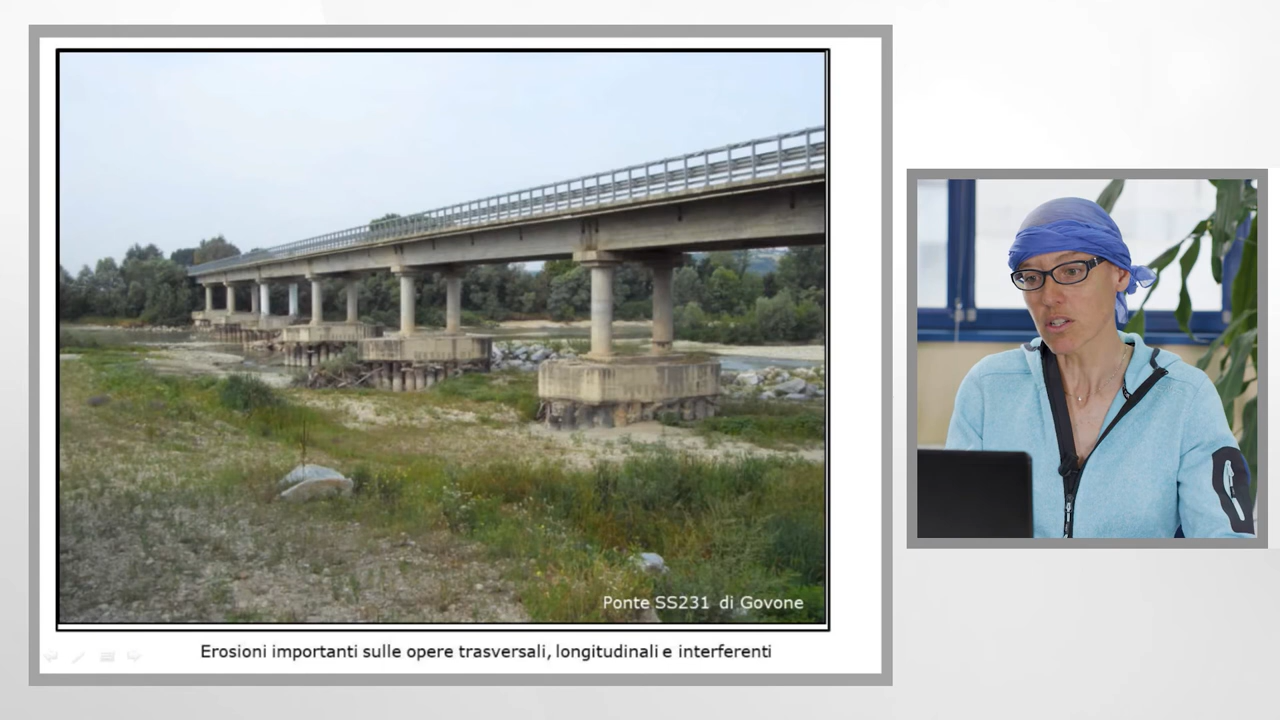 Ponte SS231 di Govone
Erosioni importanti sulle opere trasversali, longitudinali e interferenti